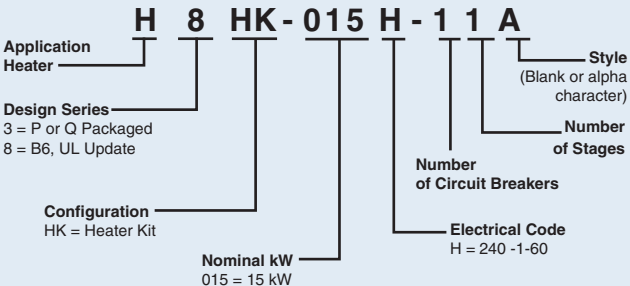 H 8 HK - 015 H - 1 1 A
Application
Heater
Style
(Blank or alpha
character)
Design Series
3 = P or Q Packaged
8 = B6, UL Update
Number
of Stages
Number
of Circuit Breakers
Configuration
HK = Heater Kit
Electrical Code
H = 240 -1-60
Nominal kW
015 = 15 kW